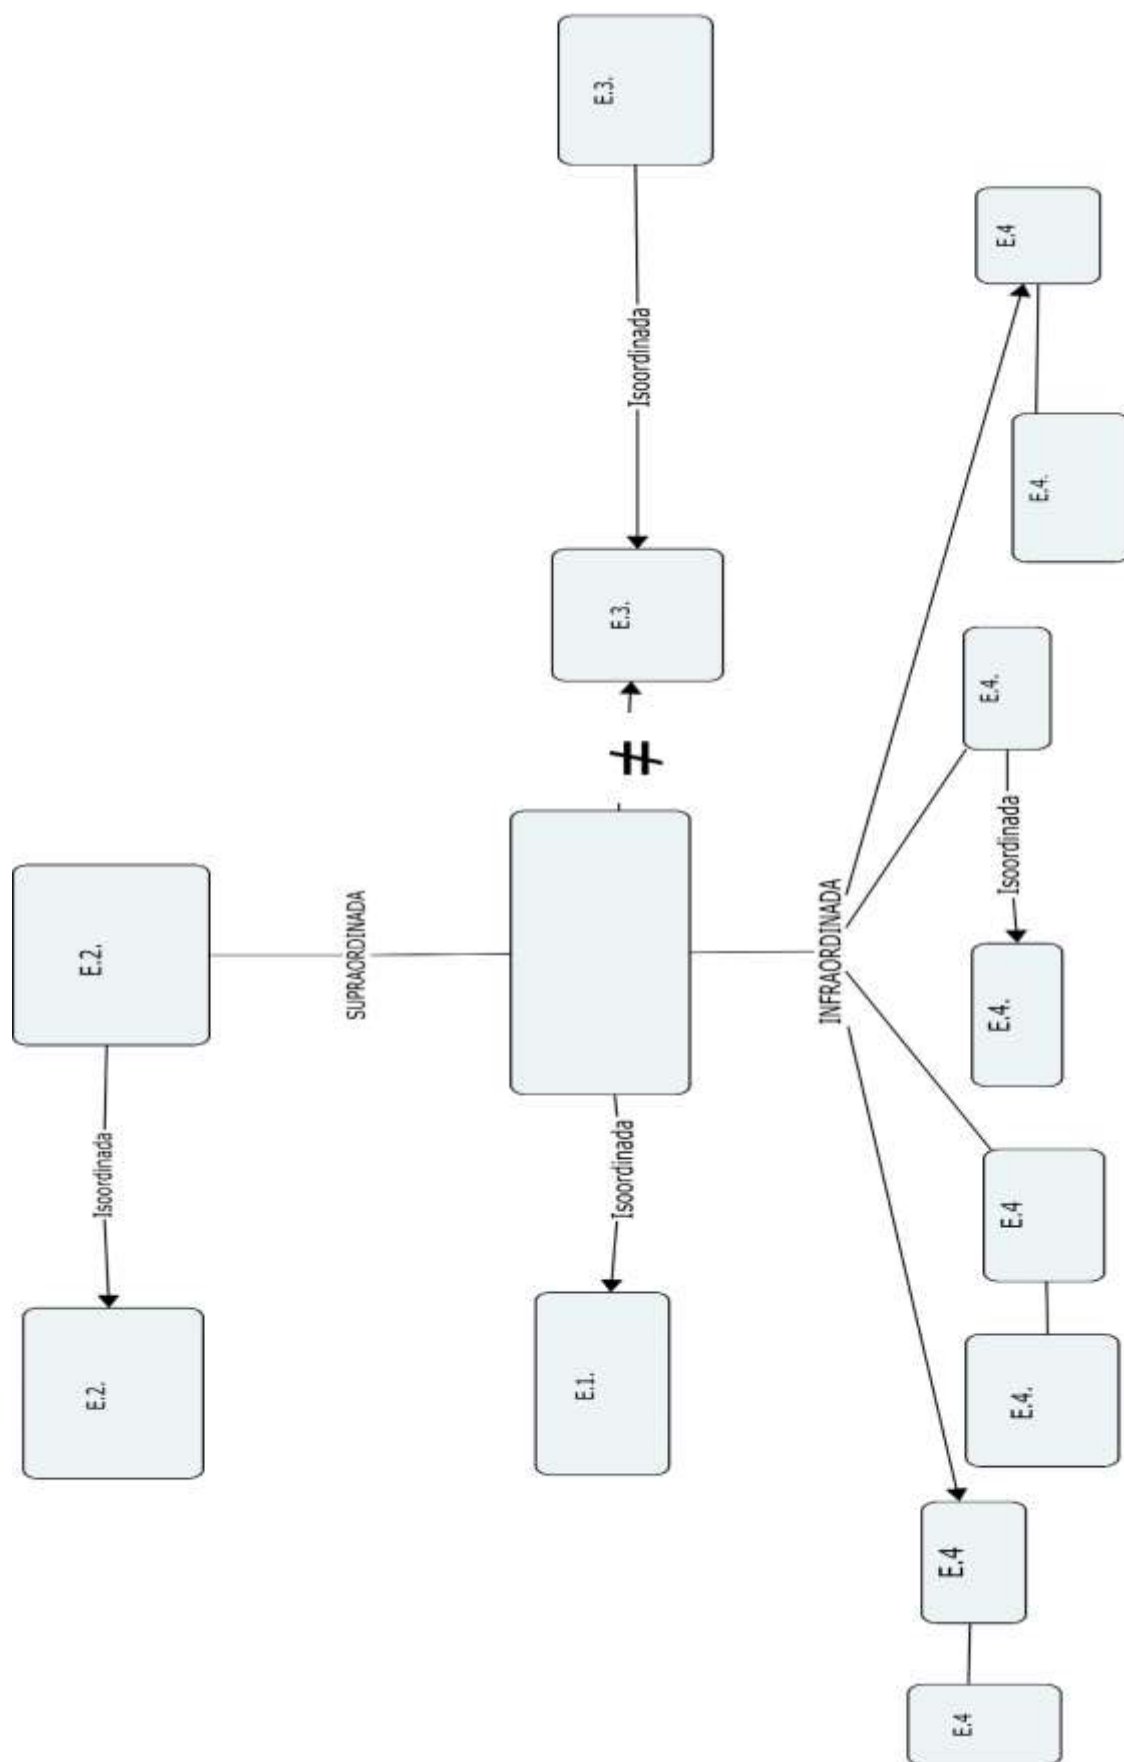 E.2.
Isoordinada
E.2.
SUPRAORDINADA
E.1.
Isoordinada
≠
E.3.
Isoordinada
E.3.
INFRAORDINADA
E.4
E.4
E.4.
E.4
E.4.
Isoordinada
E.4.
E.4.
E.4